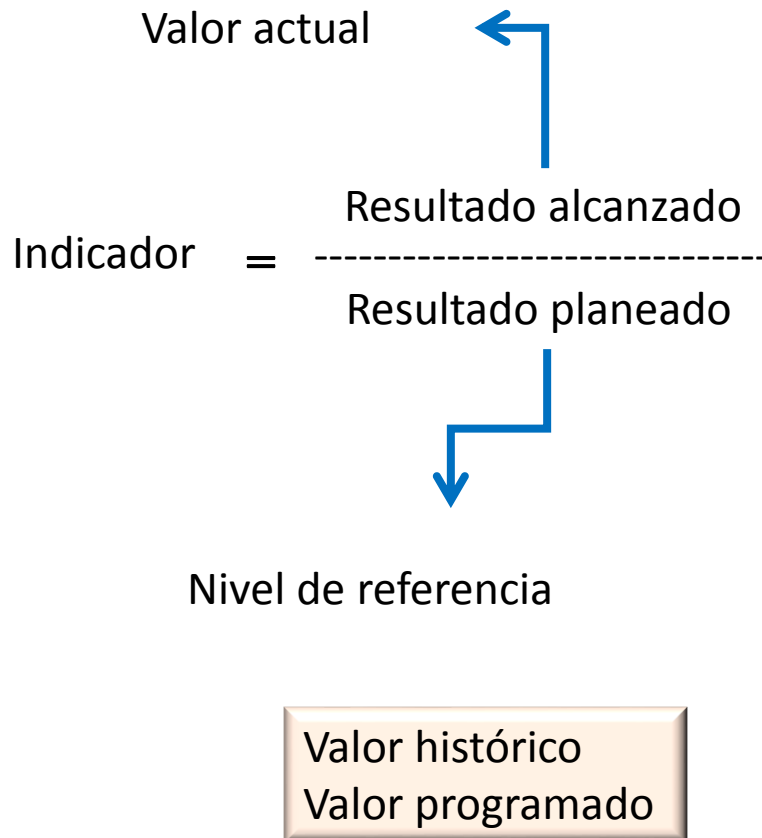 Valor actual
Resultado alcanzado
Indicador = -------------------------------
Resultado planeado
Nivel de referencia
Valor histórico
Valor programado